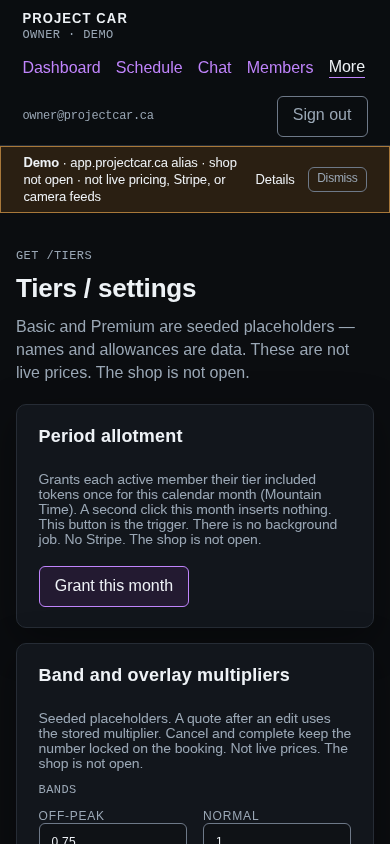 PROJECT CAR
OWNER · DEMO
Dashboard Schedule Chat Members More
owner@projectcar.ca Sign out
Demo · app.projectcar.ca alias · shop
not open · not live pricing, Stripe, or
camera feeds
Details Dismiss
GET /TIERS
Tiers / settings
Basic and Premium are seeded placeholders —
names and allowances are data. These are not
live prices. The shop is not open.
Period allotment
Grants each active member their tier included
tokens once for this calendar month (Mountain
Time). A second click this month inserts nothing.
This button is the trigger. There is no background
job. No Stripe. The shop is not open.
Grant this month
Band and overlay multipliers
Seeded placeholders. A quote after an edit uses
the stored multiplier. Cancel and complete keep the
number locked on the booking. Not live prices. The
shop is not open.
BANDS
OFF-PEAK NORMAL
0.75 1